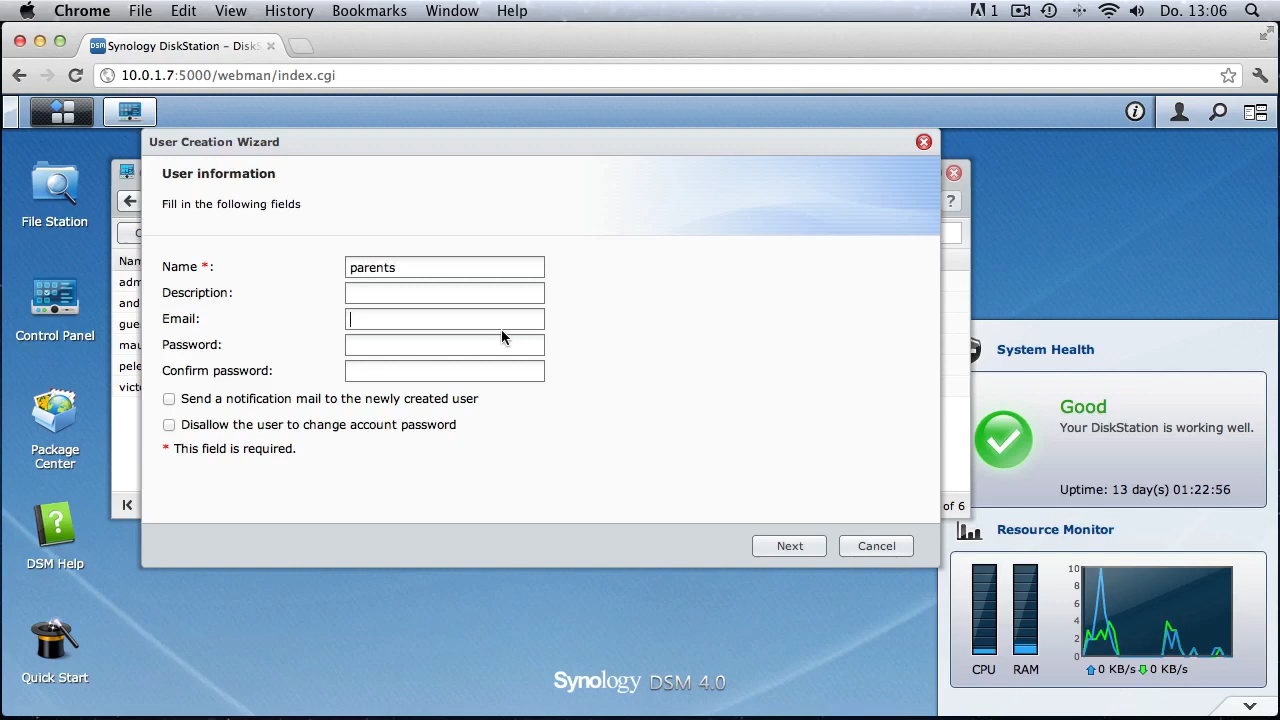 Chrome File Edit View History Bookmarks Window Help 1 Do. 13:06
DSM Synology DiskStation – Disk
10.0.1.7:5000/webman/index.cgi
User Creation Wizard
User information
Fill in the following fields
File Station
Control Panel
Package
Center
DSM Help
Quick Start
Nam
adm
and
gue
mau
pele
victo
Name *: parents
Description:
Email:
Password:
Confirm password:
Send a notification mail to the newly created user
Disallow the user to change account password
* This field is required.
of 6
Next Cancel
System Health
Good
Your DiskStation is working well.
Uptime: 13 day(s) 01:22:56
Resource Monitor
10
8
6
4
2
0
CPU RAM 0 KB/s 0 KB/s
Synology DSM 4.0